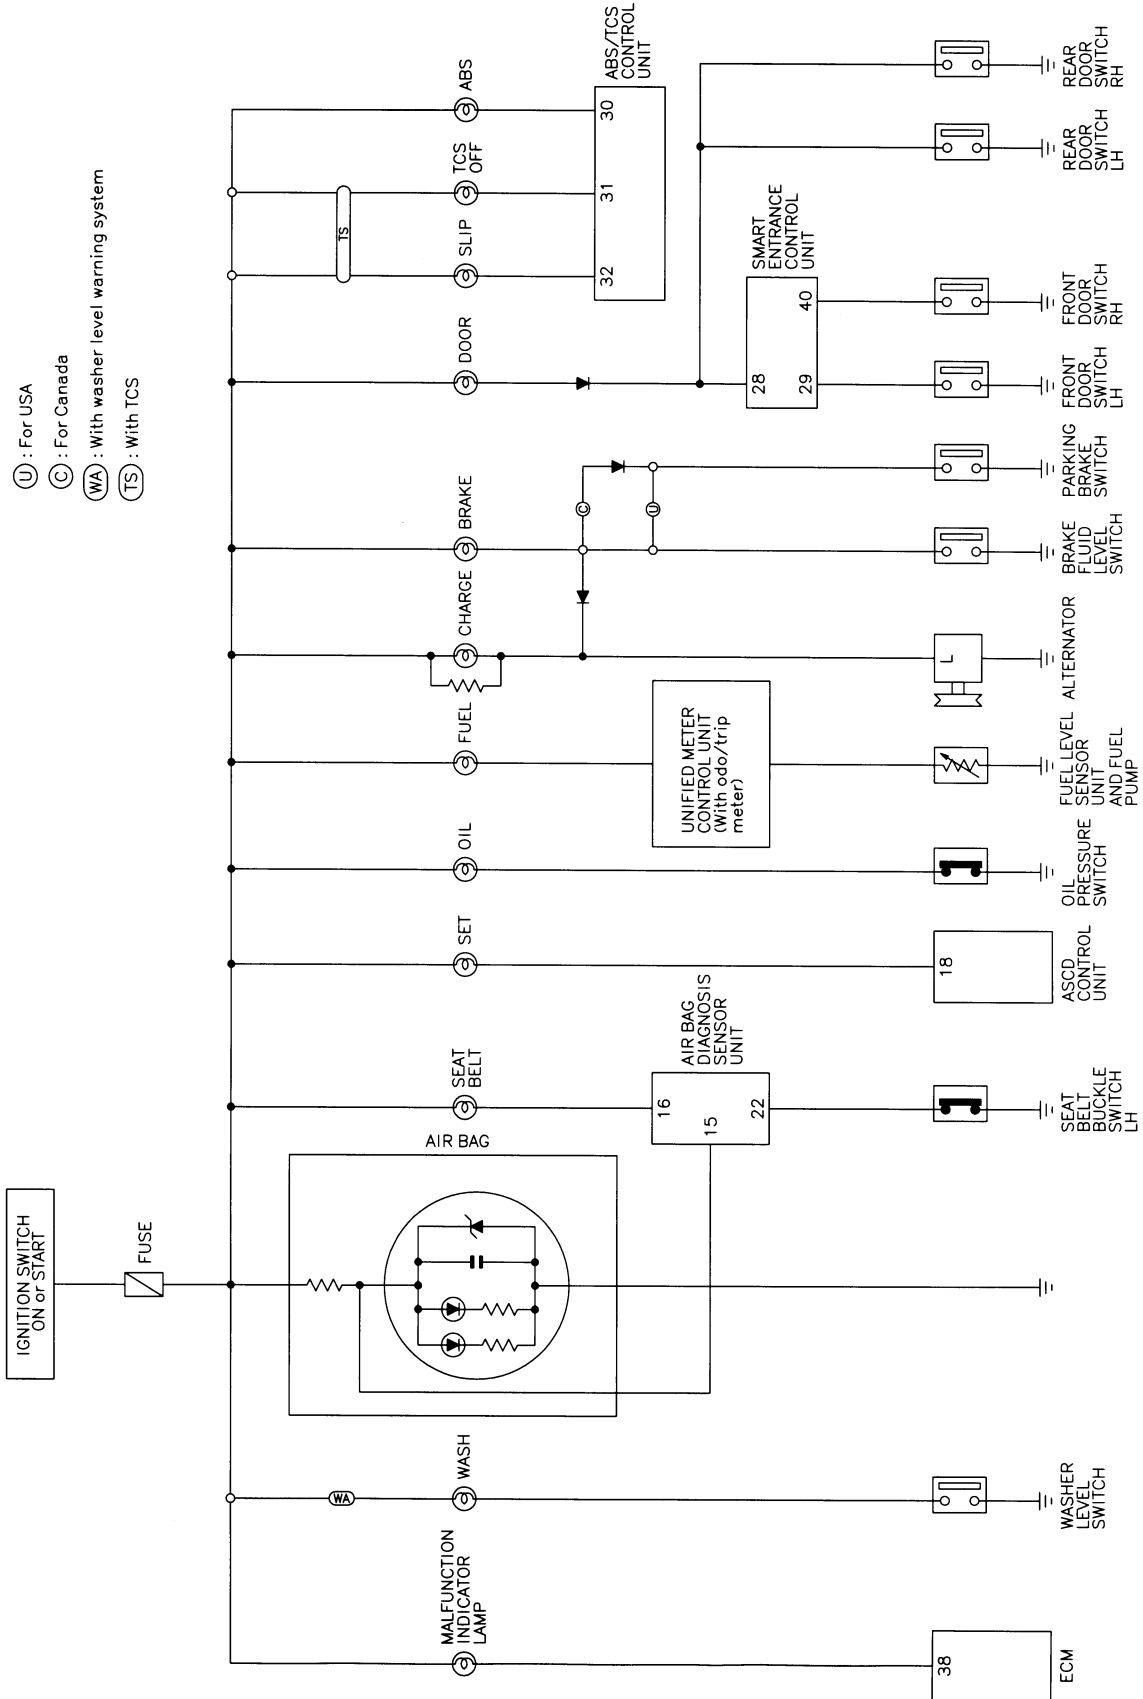 IGNITION SWITCH
ON or START
FUSE
U : For USA
C : For Canada
WA : With washer level warning system
TS : With TCS
WA
TS
MALFUNCTION
INDICATOR
LAMP
WASH
AIR BAG
SEAT
BELT
SET
OIL
FUEL
CHARGE
BRAKE
DOOR
SLIP
TCS
OFF
ABS
C
U
AIR BAG
DIAGNOSIS
SENSOR
UNIT
16
15
22
UNIFIED METER
CONTROL UNIT
(With odo/trip
meter)
SMART
ENTRANCE
CONTROL
UNIT
28
29
40
ABS/TCS
CONTROL
UNIT
32
31
30
38
ECM
WASHER
LEVEL
SWITCH
SEAT
BELT
BUCKLE
SWITCH
LH
18
ASCD
CONTROL
UNIT
OIL
PRESSURE
SWITCH
FUEL LEVEL
SENSOR
UNIT
AND FUEL
PUMP
L
ALTERNATOR
BRAKE
FLUID
LEVEL
SWITCH
PARKING
BRAKE
SWITCH
FRONT
DOOR
SWITCH
LH
FRONT
DOOR
SWITCH
RH
REAR
DOOR
SWITCH
LH
REAR
DOOR
SWITCH
RH